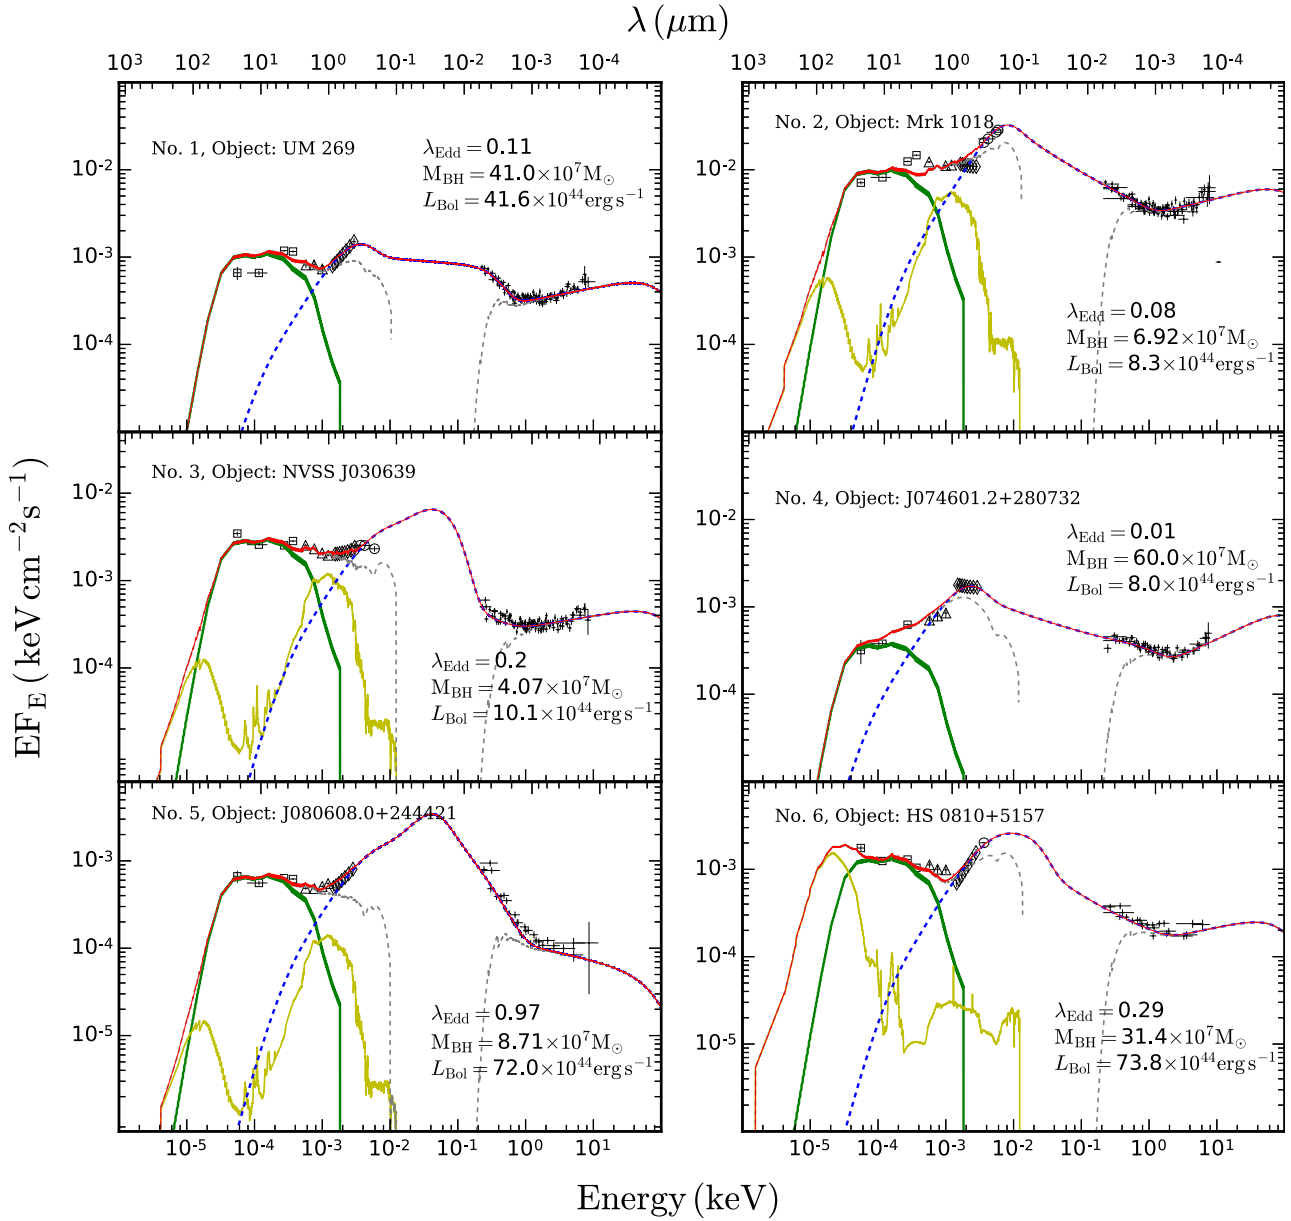 λ (μm)
10³ 10² 10¹ 10⁰ 10⁻¹ 10⁻² 10⁻³ 10⁻⁴
10³ 10² 10¹ 10⁰ 10⁻¹ 10⁻² 10⁻³ 10⁻⁴
No. 1, Object: UM 269
λ_Edd = 0.11
M_BH = 41.0×10⁷M⊙
L_Bol = 41.6×10⁴⁴erg s⁻¹
10⁻²
10⁻³
10⁻⁴
No. 2, Object: Mrk 1018
λ_Edd = 0.08
M_BH = 6.92×10⁷M⊙
L_Bol = 8.3×10⁴⁴erg s⁻¹
10⁻²
10⁻³
10⁻⁴
No. 3, Object: NVSS J030639
λ_Edd = 0.2
M_BH = 4.07×10⁷M⊙
L_Bol = 10.1×10⁴⁴erg s⁻¹
10⁻²
10⁻³
10⁻⁴
No. 4, Object: J074601.2+280732
λ_Edd = 0.01
M_BH = 60.0×10⁷M⊙
L_Bol = 8.0×10⁴⁴erg s⁻¹
10⁻²
10⁻³
10⁻⁴
No. 5, Object: J080608.0+244421
λ_Edd = 0.97
M_BH = 8.71×10⁷M⊙
L_Bol = 72.0×10⁴⁴erg s⁻¹
10⁻³
10⁻⁴
10⁻⁵
No. 6, Object: HS 0810+5157
λ_Edd = 0.29
M_BH = 31.4×10⁷M⊙
L_Bol = 73.8×10⁴⁴erg s⁻¹
10⁻³
10⁻⁴
10⁻⁵
10⁻⁵ 10⁻⁴ 10⁻³ 10⁻² 10⁻¹ 10⁰ 10¹
10⁻⁵ 10⁻⁴ 10⁻³ 10⁻² 10⁻¹ 10⁰ 10¹
EF_E (keV cm⁻²s⁻¹)
Energy (keV)